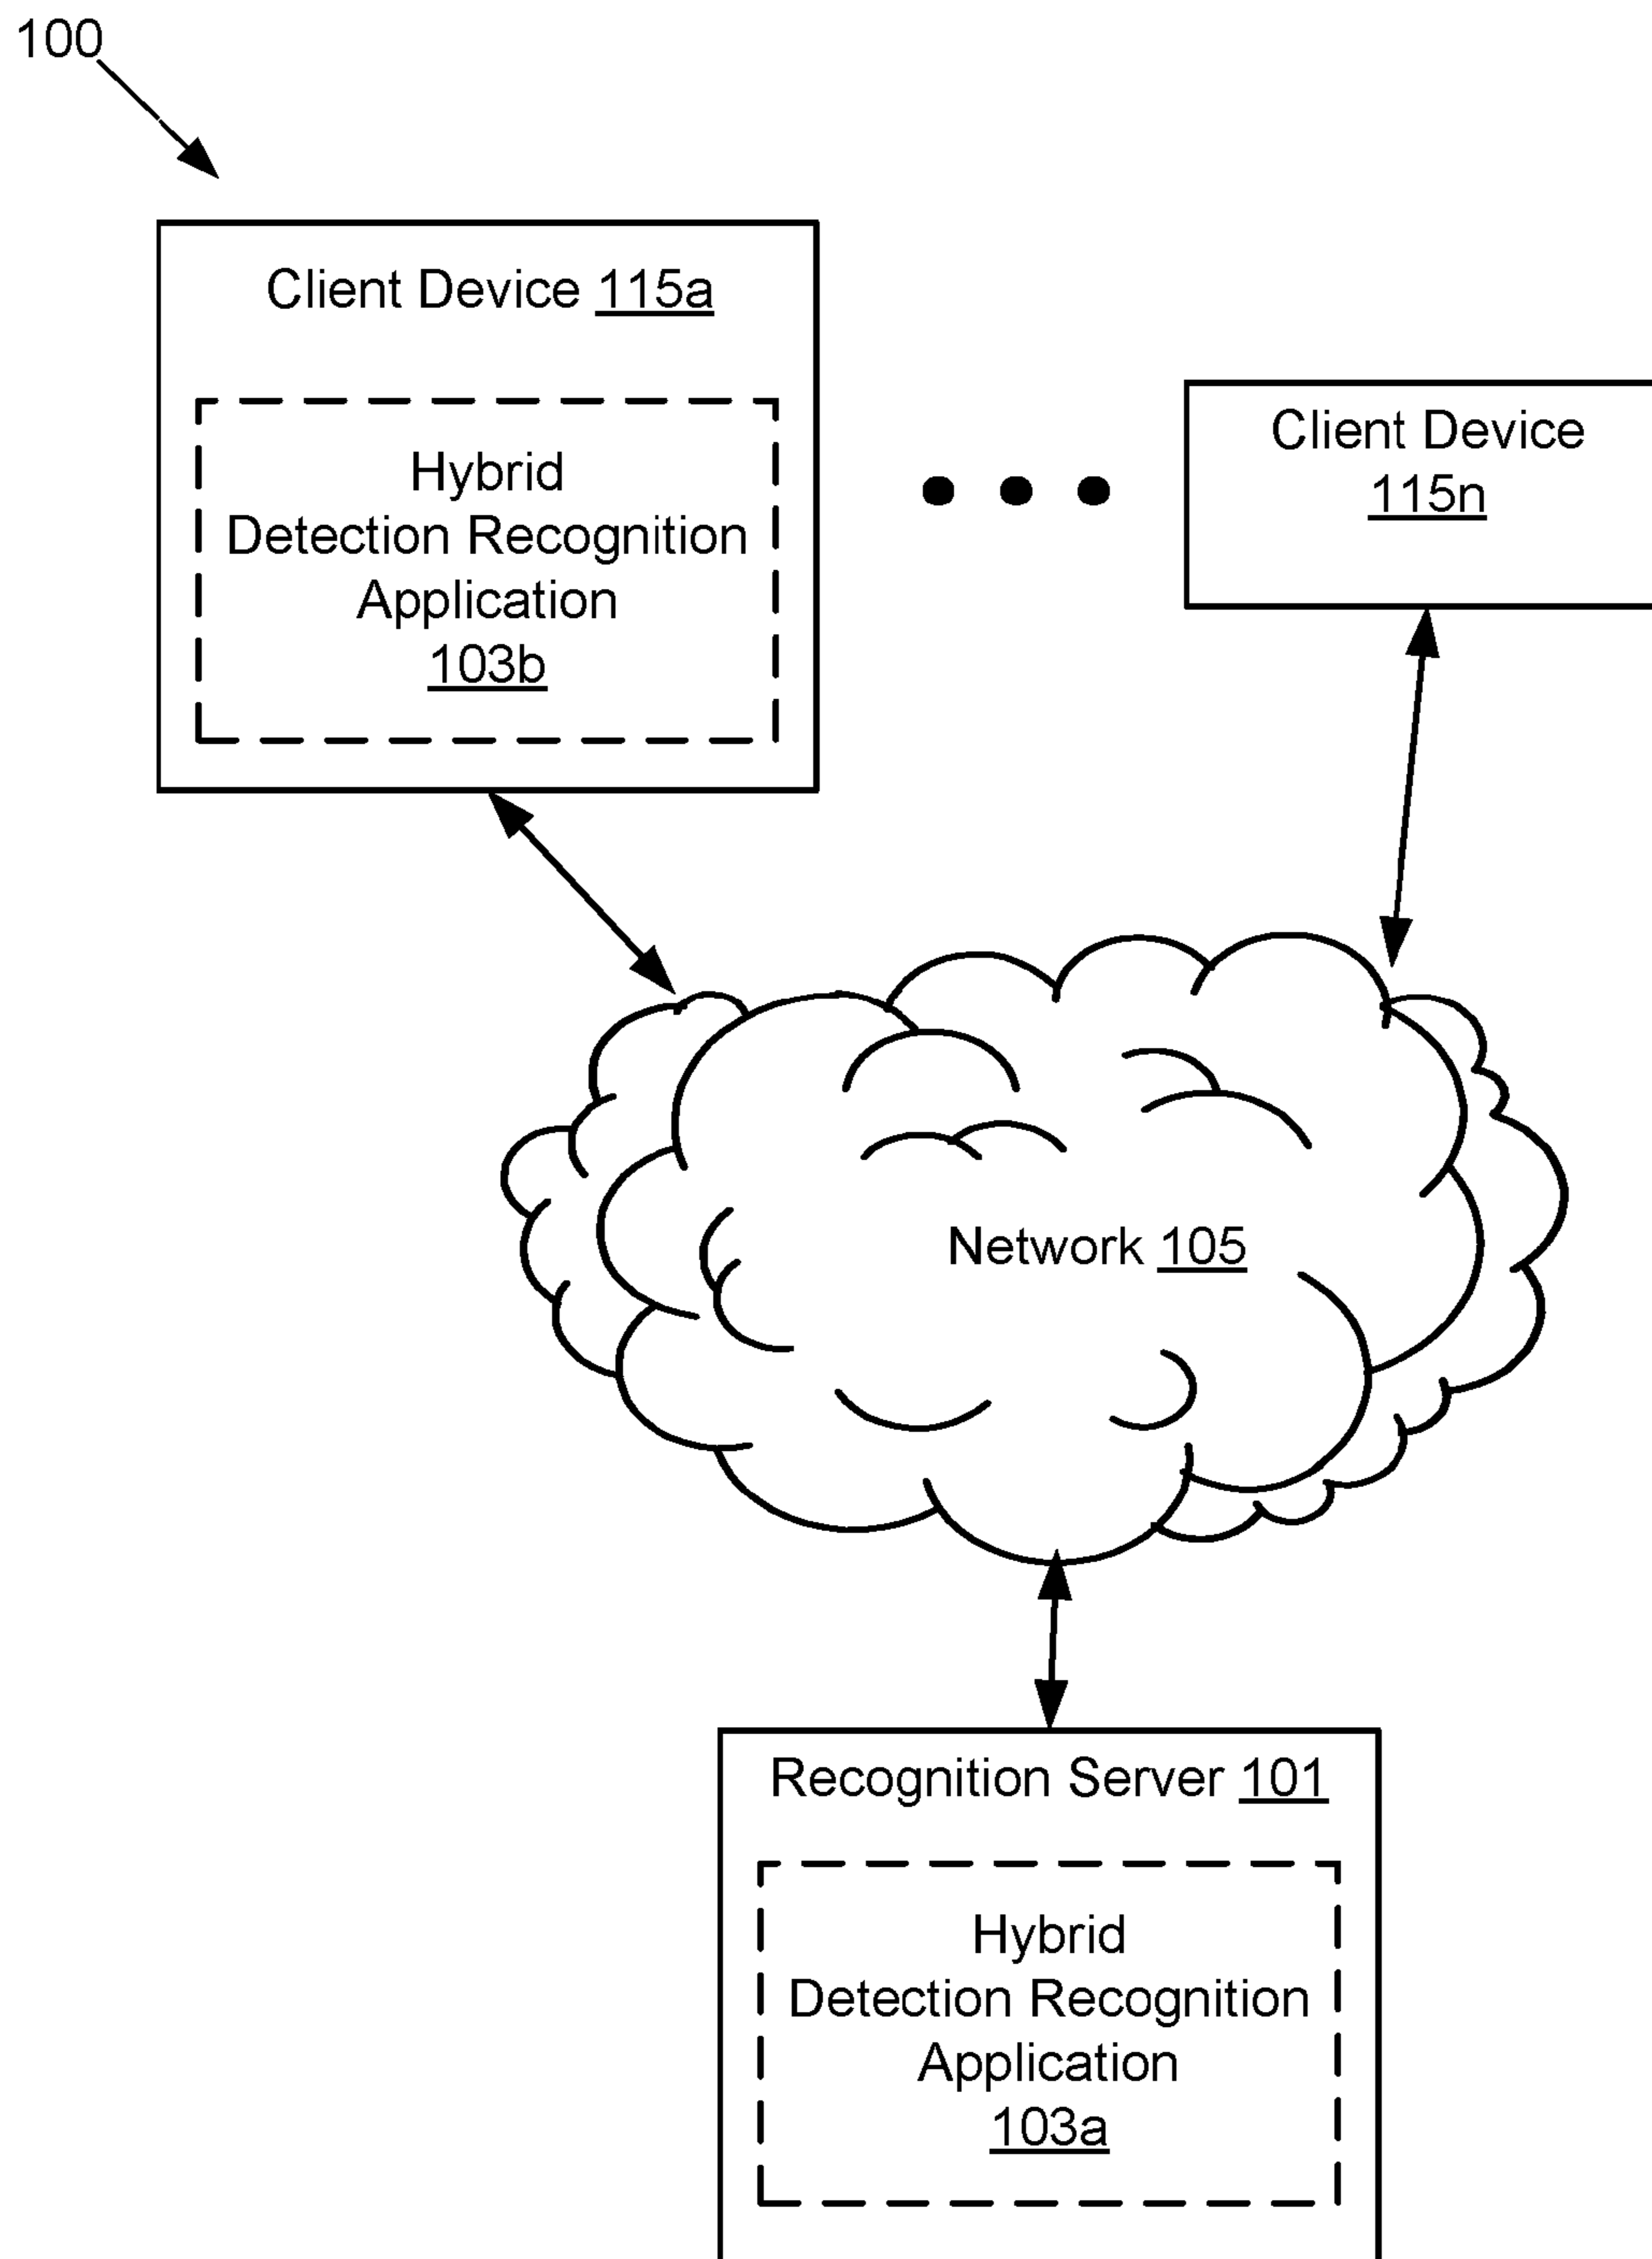 100
Client Device 115a
Hybrid
Detection Recognition
Application
103b
Client Device
115n
Network 105
Recognition Server 101
Hybrid
Detection Recognition
Application
103a